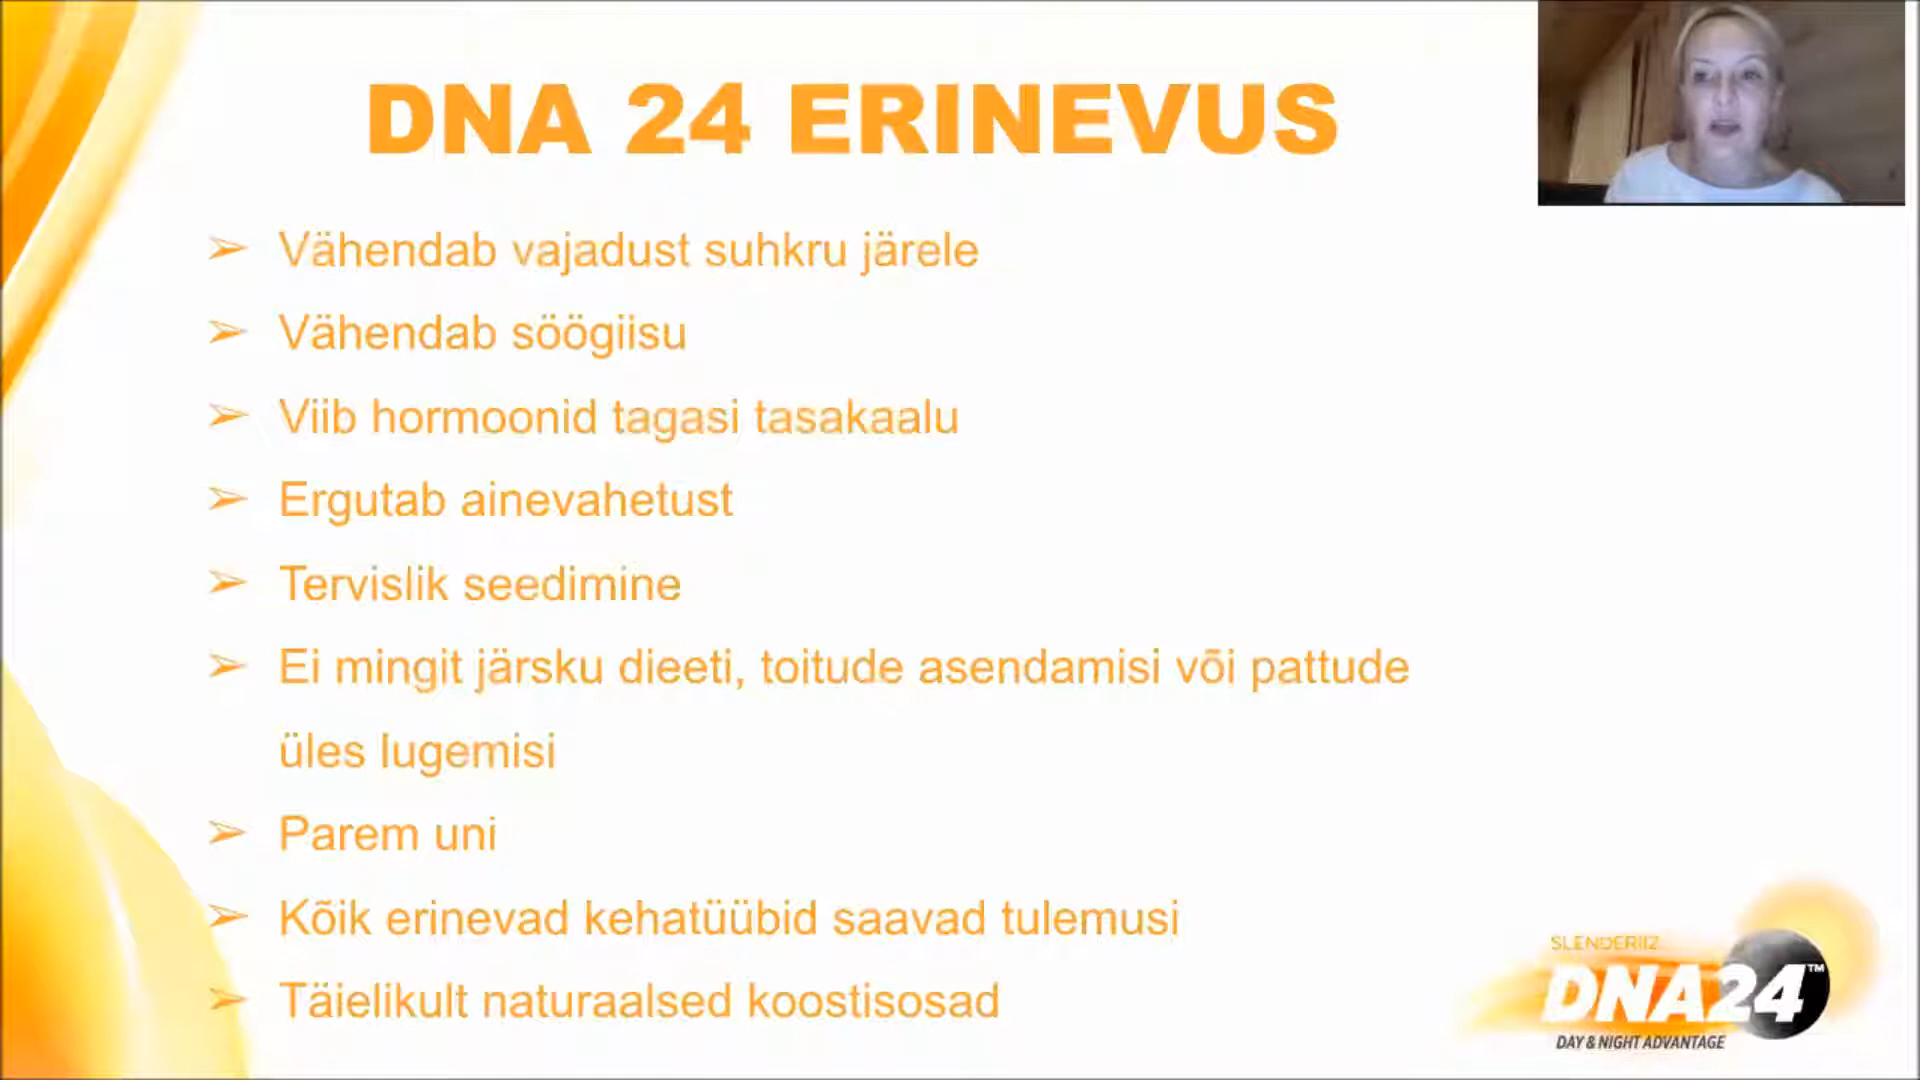 DNA 24 ERINEVUS
➢ Vähendab vajadust suhkru järele
➢ Vähendab söögiisu
➢ Viib hormoonid tagasi tasakaalu
➢ Ergutab ainevahetust
➢ Tervislik seedimine
➢ Ei mingit järsku dieeti, toitude asendamisi või pattude
üles lugemisi
➢ Parem uni
➢ Kõik erinevad kehatüübid saavad tulemusi
➢ Täielikult naturaalsed koostisosad
SLENDERIIZ
DNA24™
DAY & NIGHT ADVANTAGE